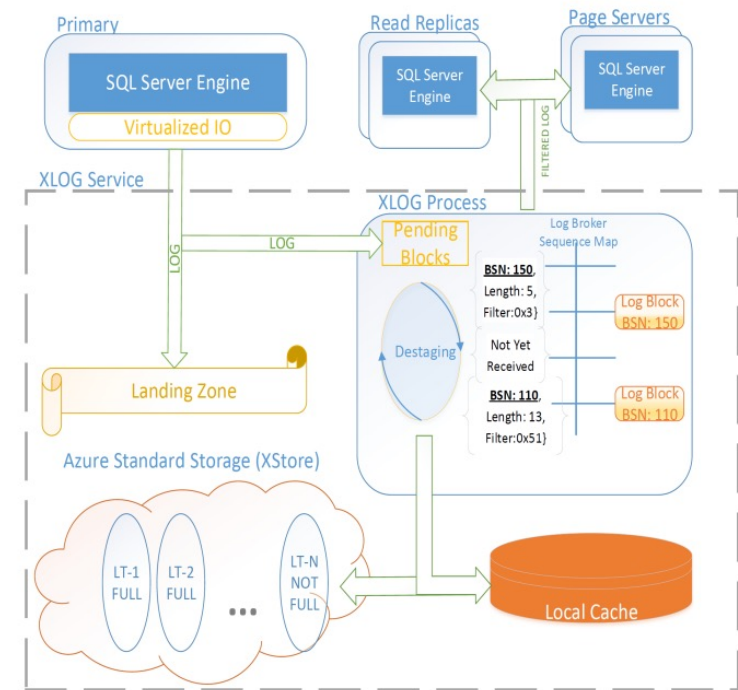 Primary
SQL Server Engine
Virtualized IO
Read Replicas
SQL Server
Engine
Page Servers
SQL Server
Engine
FILTERED LOG
XLOG Service
LOG
LOG
XLOG Process
Pending
Blocks
Destaging
Log Broker
Sequence Map
BSN: 150,
Length: 5,
Filter:0x3}
Not Yet
Received
BSN: 110,
Length: 13,
Filter:0x51}
Log Block
BSN: 150
Log Block
BSN: 110
Landing Zone
Azure Standard Storage (XStore)
LT-1
FULL
LT-2
FULL
...
LT-N
NOT
FULL
Local Cache